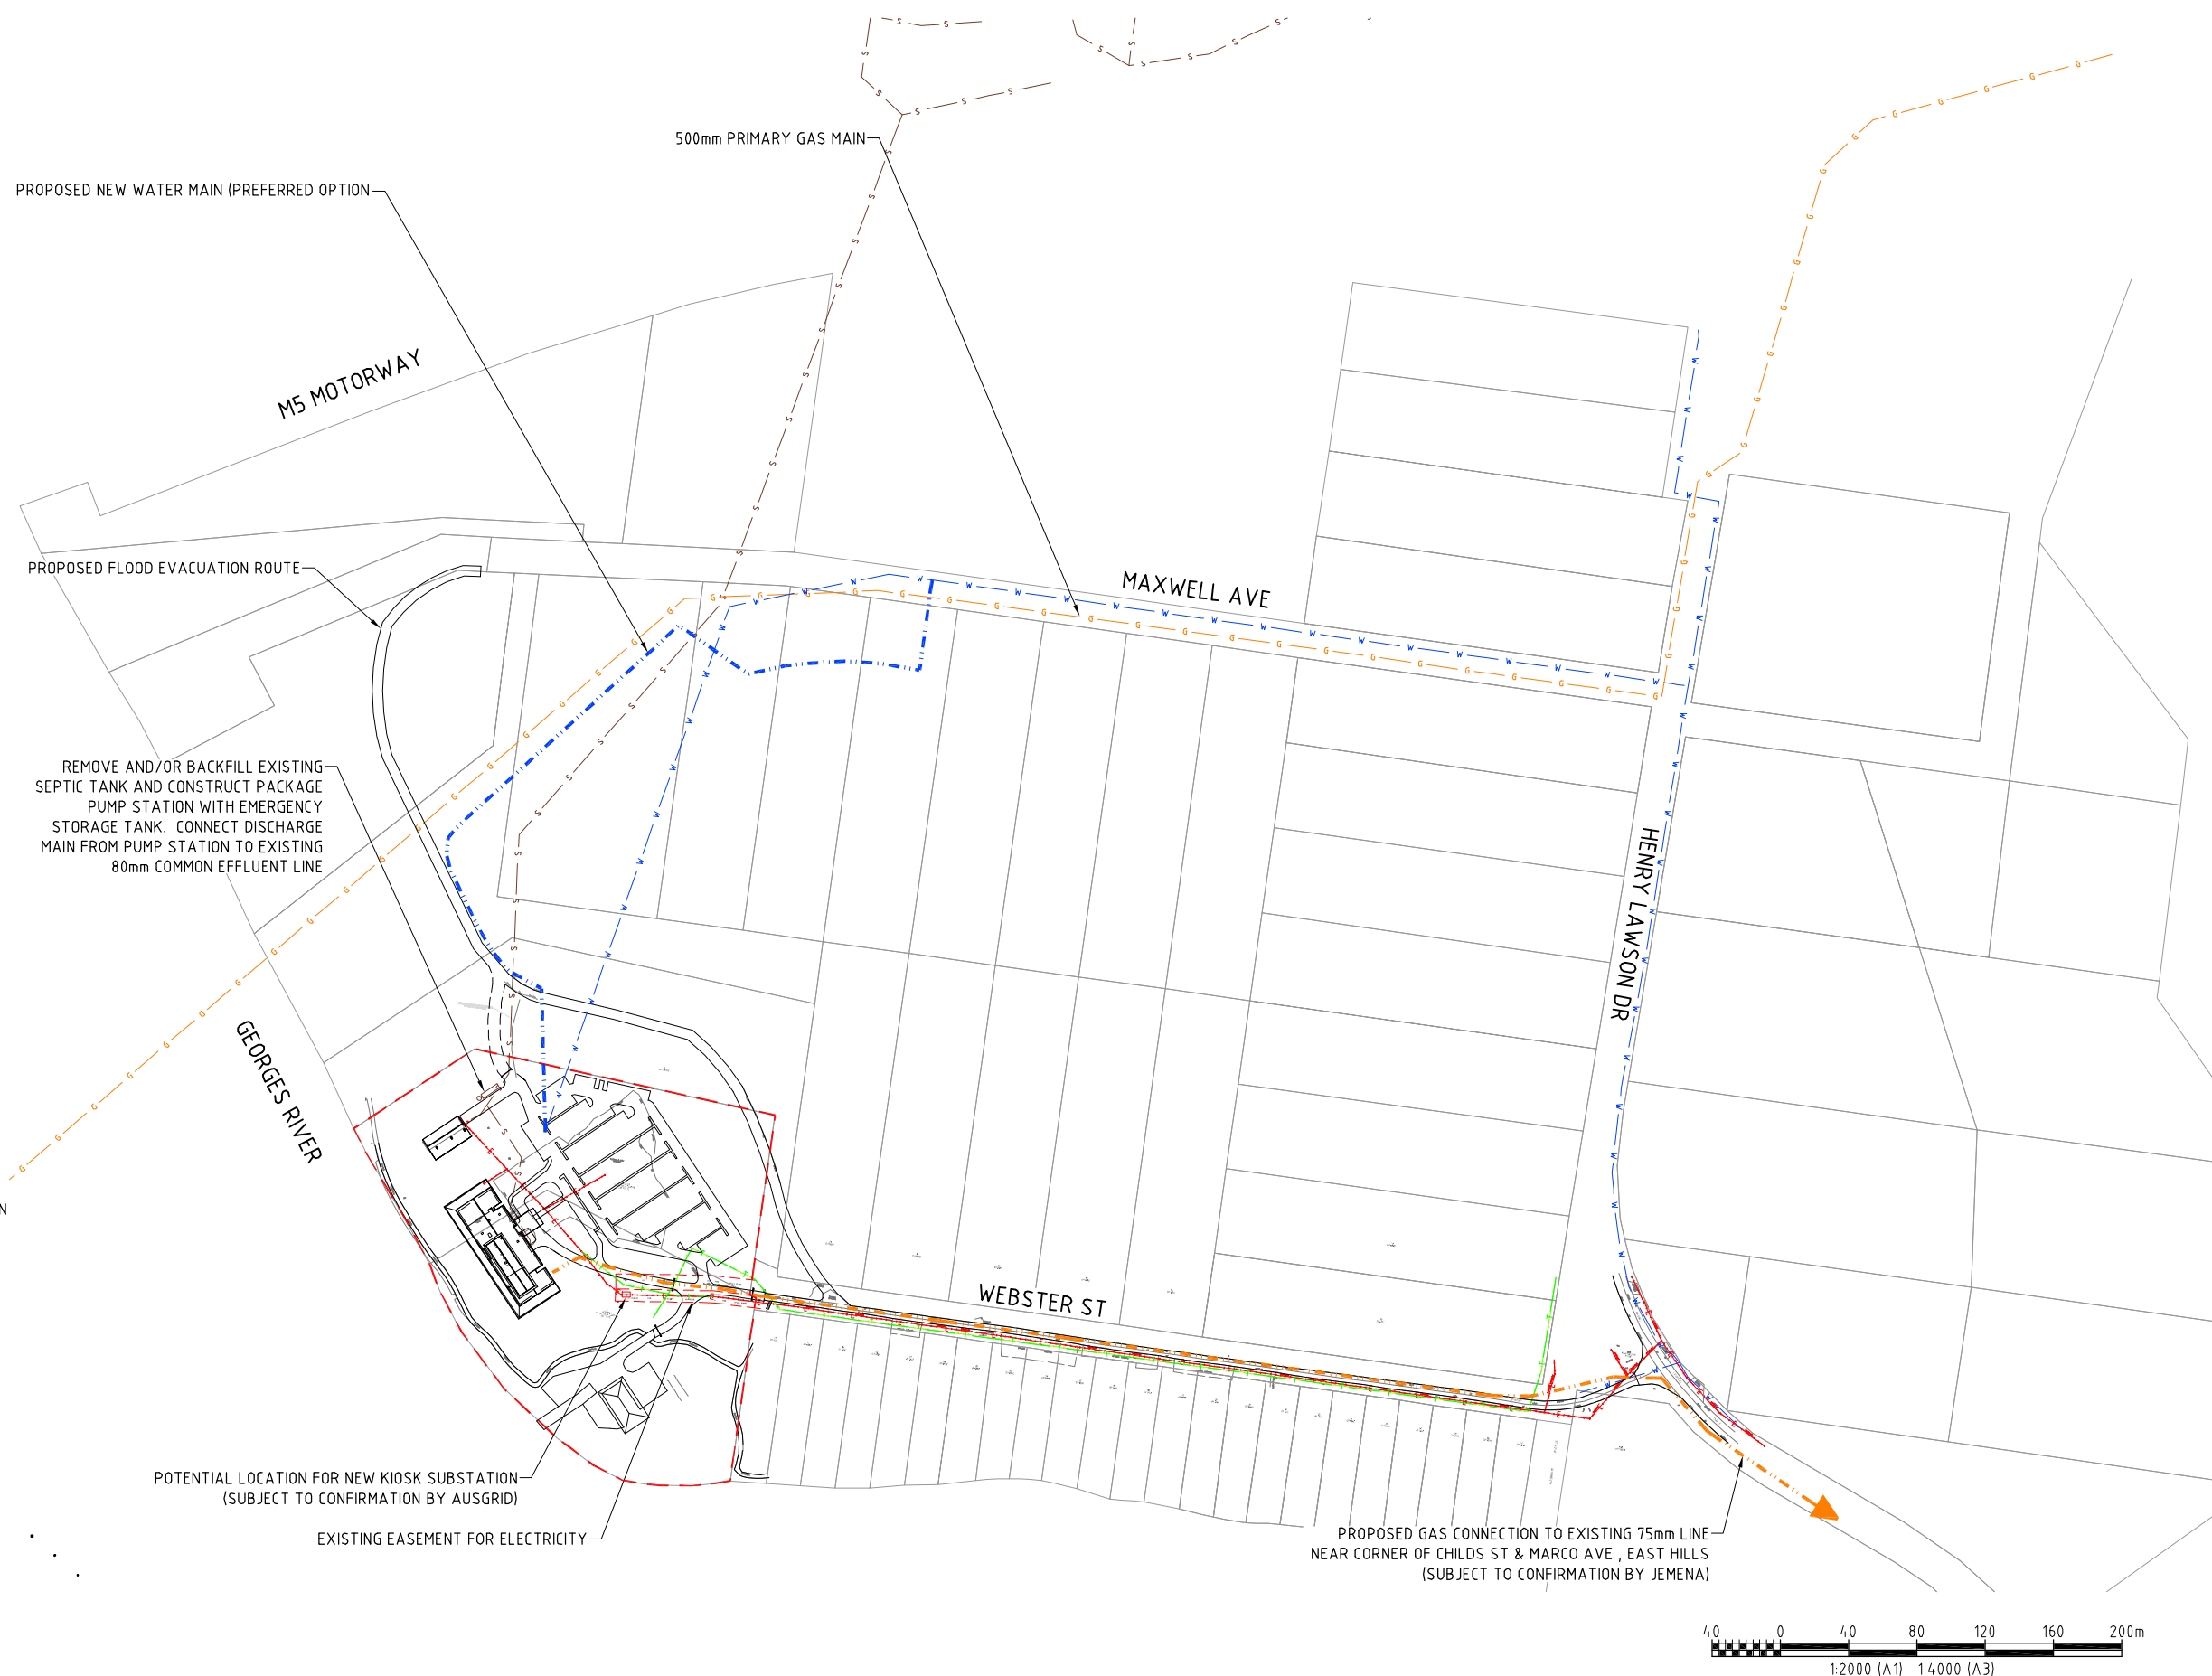 500mm PRIMARY GAS MAIN
PROPOSED NEW WATER MAIN (PREFERRED OPTION
M5 MOTORWAY
PROPOSED FLOOD EVACUATION ROUTE
MAXWELL AVE
REMOVE AND/OR BACKFILL EXISTING
SEPTIC TANK AND CONSTRUCT PACKAGE
PUMP STATION WITH EMERGENCY
STORAGE TANK. CONNECT DISCHARGE
MAIN FROM PUMP STATION TO EXISTING
80mm COMMON EFFLUENT LINE
HENRY LAWSON DR
GEORGES RIVER
N
WEBSTER ST
POTENTIAL LOCATION FOR NEW KIOSK SUBSTATION
(SUBJECT TO CONFIRMATION BY AUSGRID)
EXISTING EASEMENT FOR ELECTRICITY
PROPOSED GAS CONNECTION TO EXISTING 75mm LINE
NEAR CORNER OF CHILDS ST & MARCO AVE , EAST HILLS
(SUBJECT TO CONFIRMATION BY JEMENA)
40 0 40 80 120 160 200m
1:2000 (A1) 1:4000 (A3)